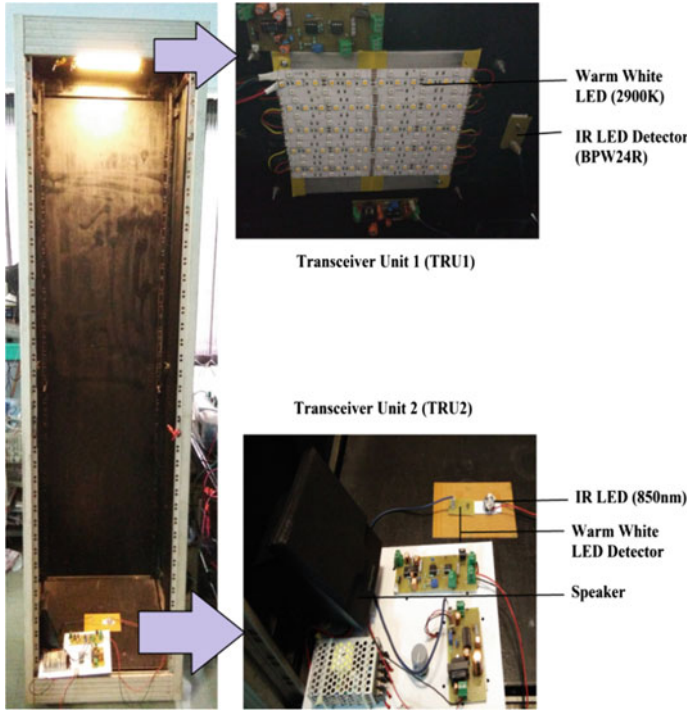 Warm White
LED (2900K)
IR LED Detector
(BPW24R)
Transceiver Unit 1 (TRU1)
Transceiver Unit 2 (TRU2)
IR LED (850nm)
Warm White
LED Detector
Speaker